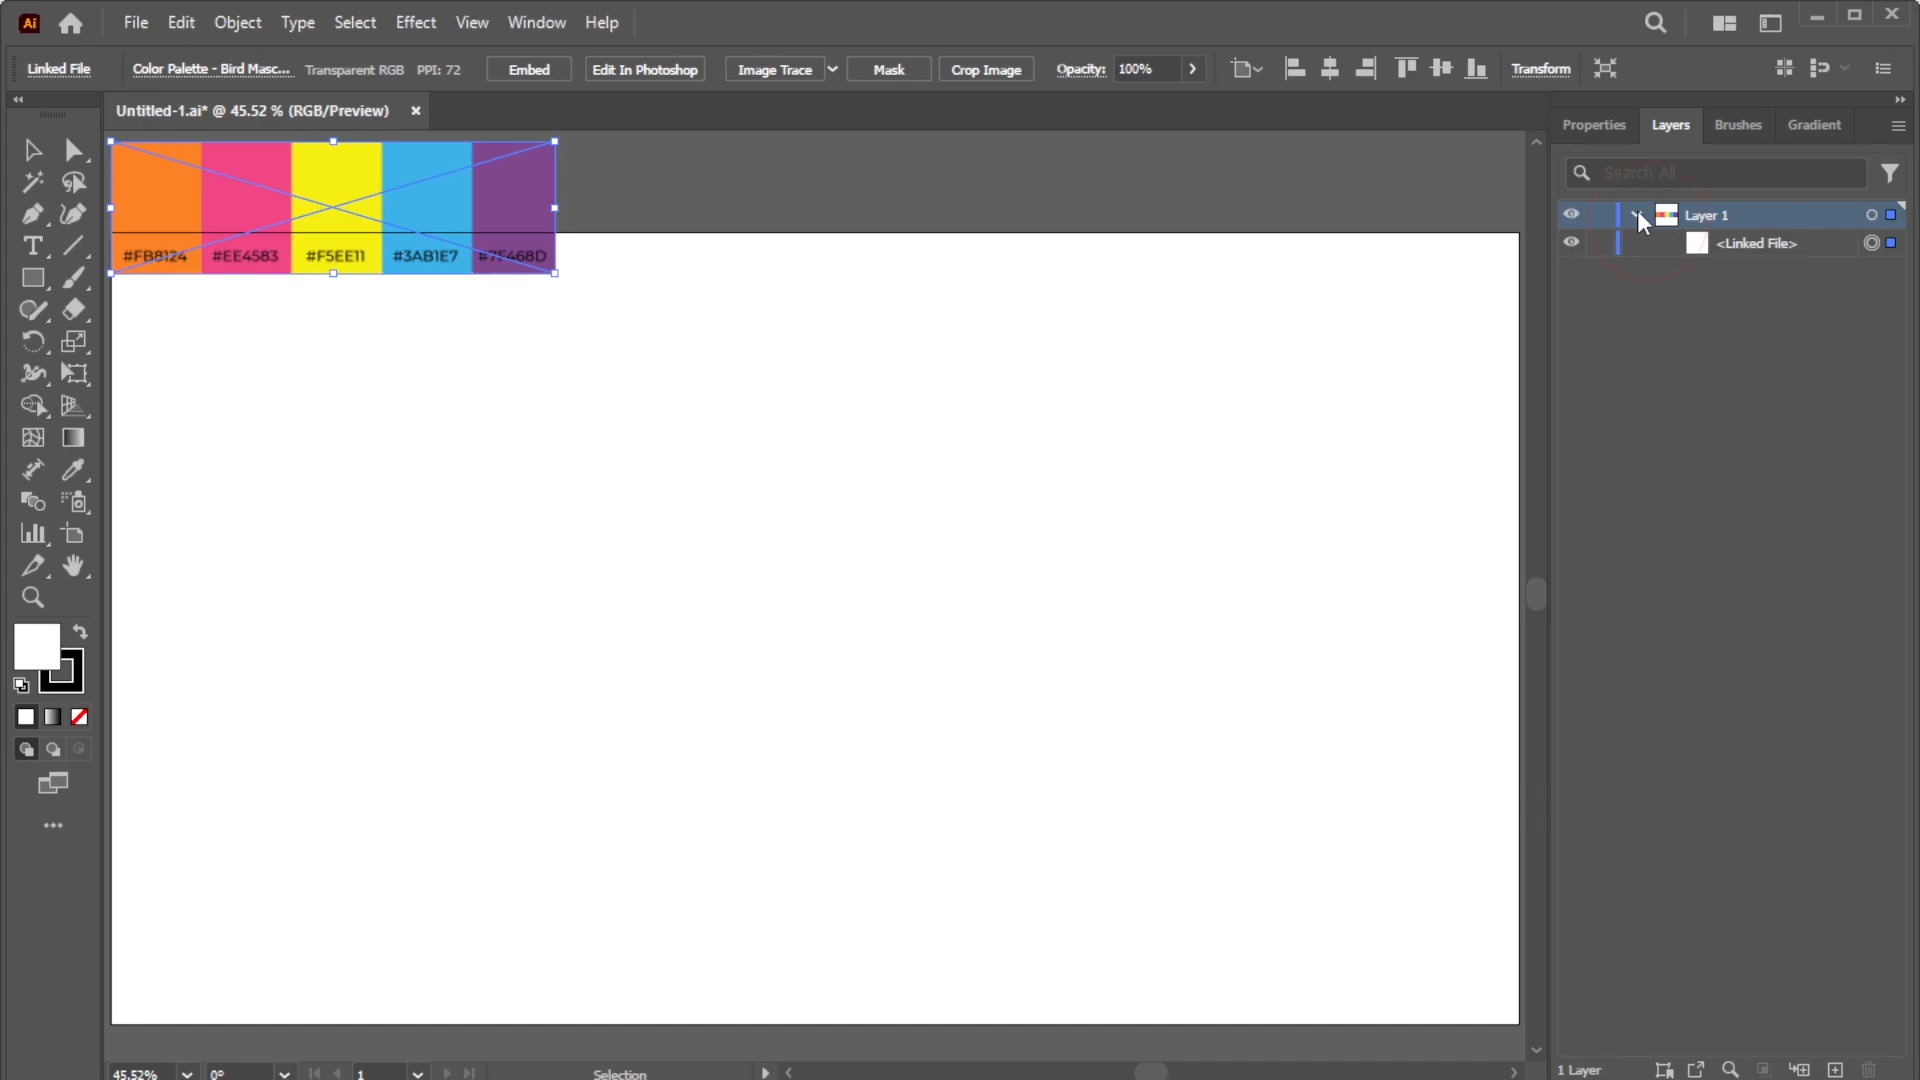 Ai File Edit Object Type Select Effect View Window Help
Linked File Color Palette - Bird Masc... Transparent RGB PPI: 72 Embed Edit In Photoshop Image Trace Mask Crop Image Opacity: 100% Transform
Untitled-1.ai* @ 45.52 % (RGB/Preview) ×
Properties Layers Brushes Gradient
Search All
Layer 1
<Linked File>
#FB8124 #EE4583 #F5EE11 #3AB1E7 #7F468D
45.52% 0° 1 Selection
1 Layer